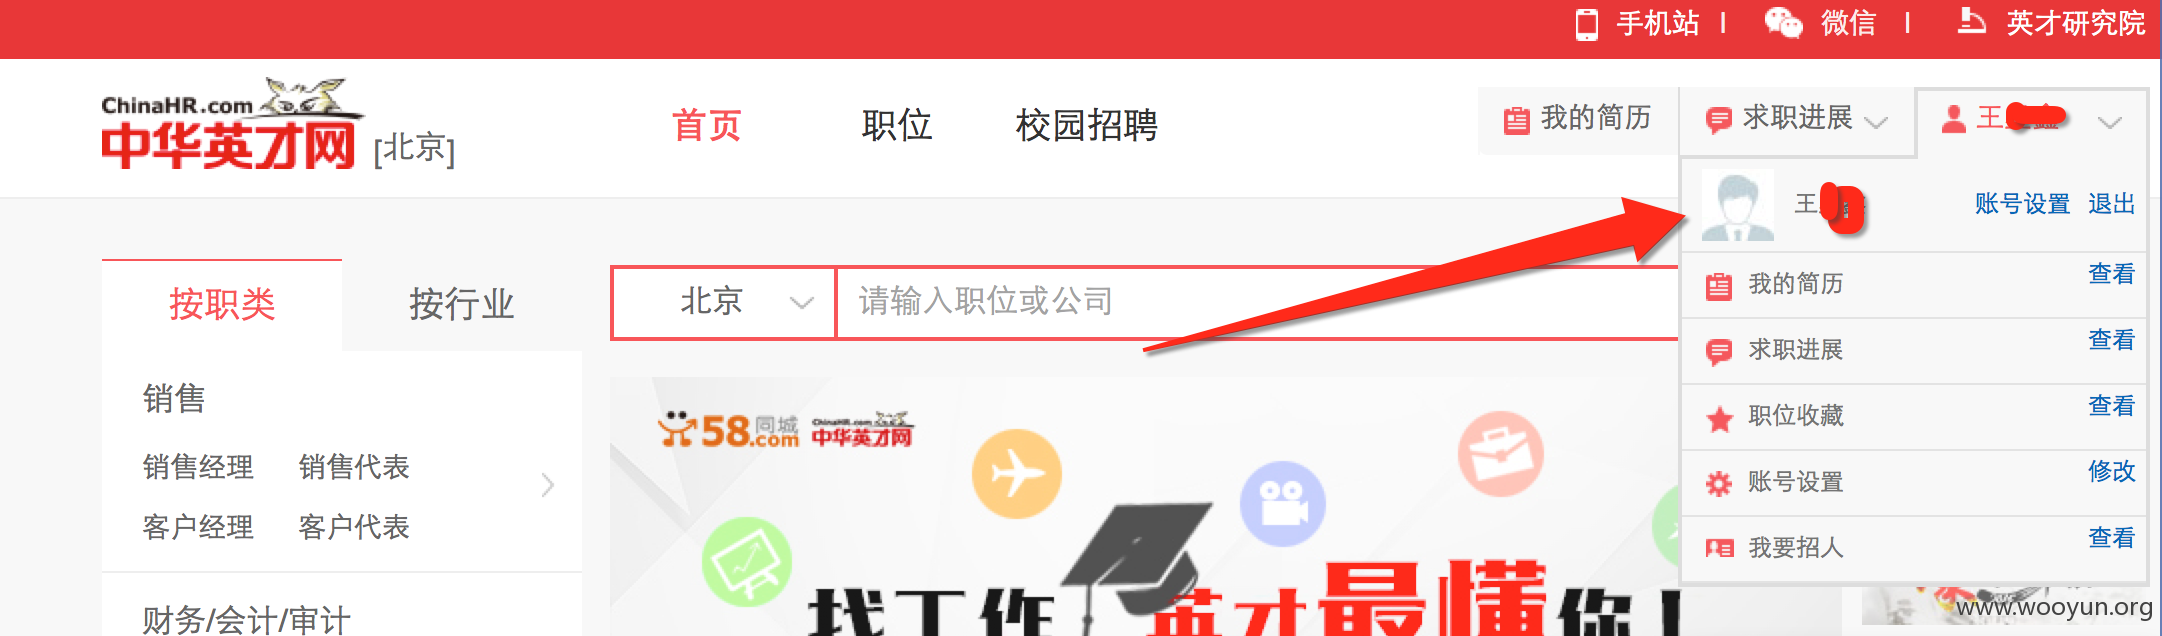 手机站 | 微信 | 英才研究院
ChinaHR.com
中华英才网 [北京]
首页 职位 校园招聘
我的简历 求职进展 王
王 账号设置 退出
我的简历 查看
求职进展 查看
职位收藏 查看
账号设置 修改
我要招人 查看
按职类 按行业
北京 请输入职位或公司
销售
销售经理 销售代表
客户经理 客户代表
财务/会计/审计
58同城.com ChinaHR.com 中华英才网
找工作 英才最懂你
www.wooyun.org